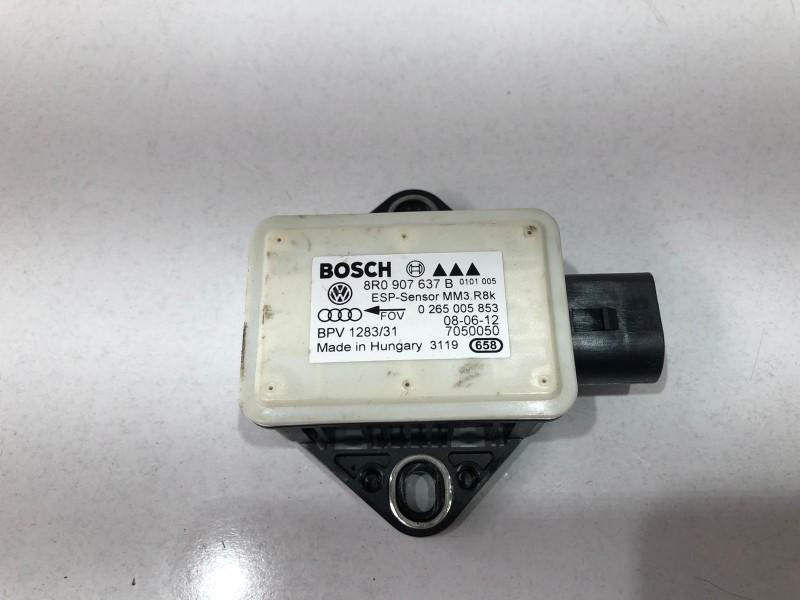 BOSCH
8R0 907 637 B 0101 005
ESP-Sensor MM3.R8k
FOV 0 265 005 853
08-06-12
BPV 1283/31 7050050
Made in Hungary 3119 658